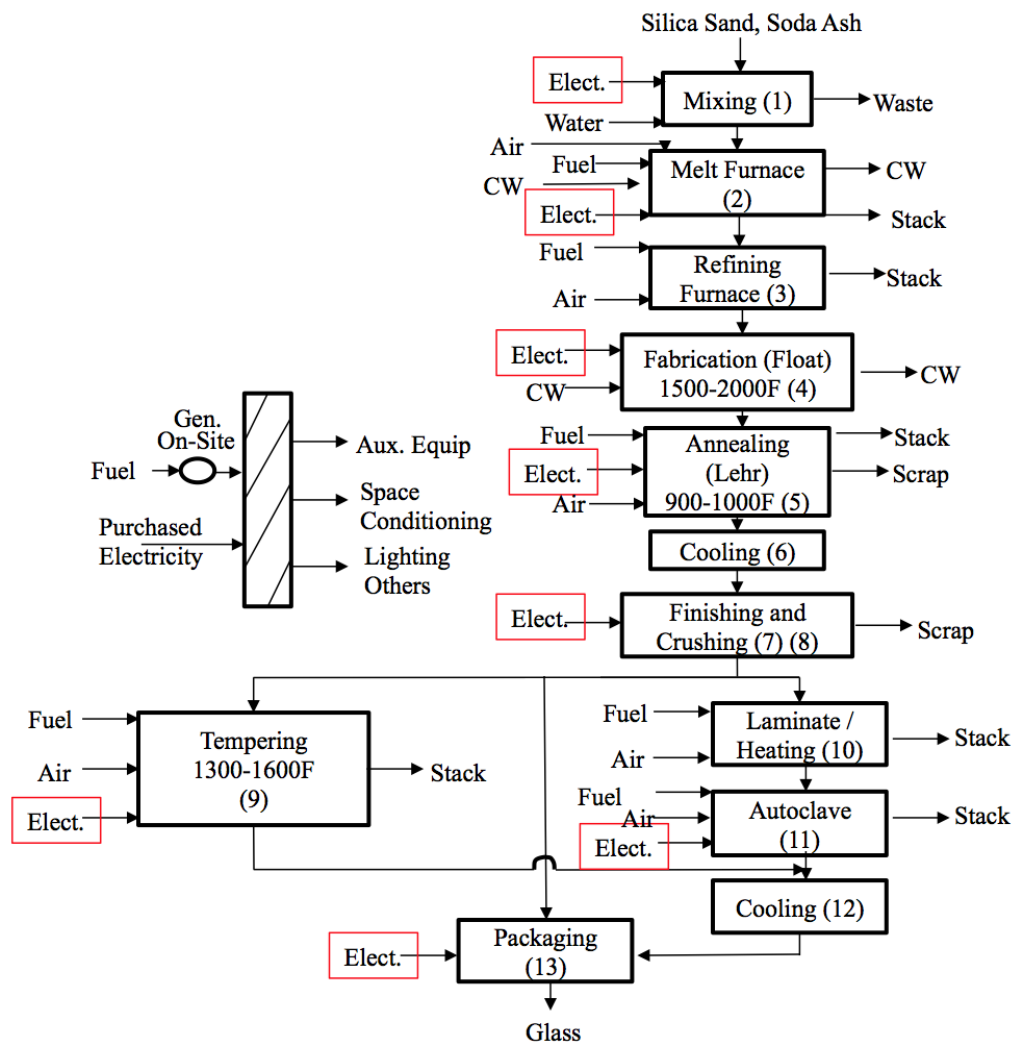 Silica Sand, Soda Ash
Elect.
Mixing (1)
Waste
Water
Air
Fuel
Melt Furnace
(2)
CW
CW
Elect.
Stack
Fuel
Refining
Furnace (3)
Stack
Air
Elect.
Fabrication (Float)
1500-2000F (4)
CW
CW
Fuel
Annealing
(Lehr)
900-1000F (5)
Stack
Elect.
Scrap
Air
Gen.
On-Site
Fuel
Aux. Equip
Space
Conditioning
Purchased
Electricity
Lighting
Others
Cooling (6)
Elect.
Finishing and
Crushing (7) (8)
Scrap
Fuel
Tempering
1300-1600F
(9)
Air
Stack
Elect.
Fuel
Laminate /
Heating (10)
Stack
Air
Fuel
Autoclave
(11)
Stack
Air
Elect.
Cooling (12)
Elect.
Packaging
(13)
Glass